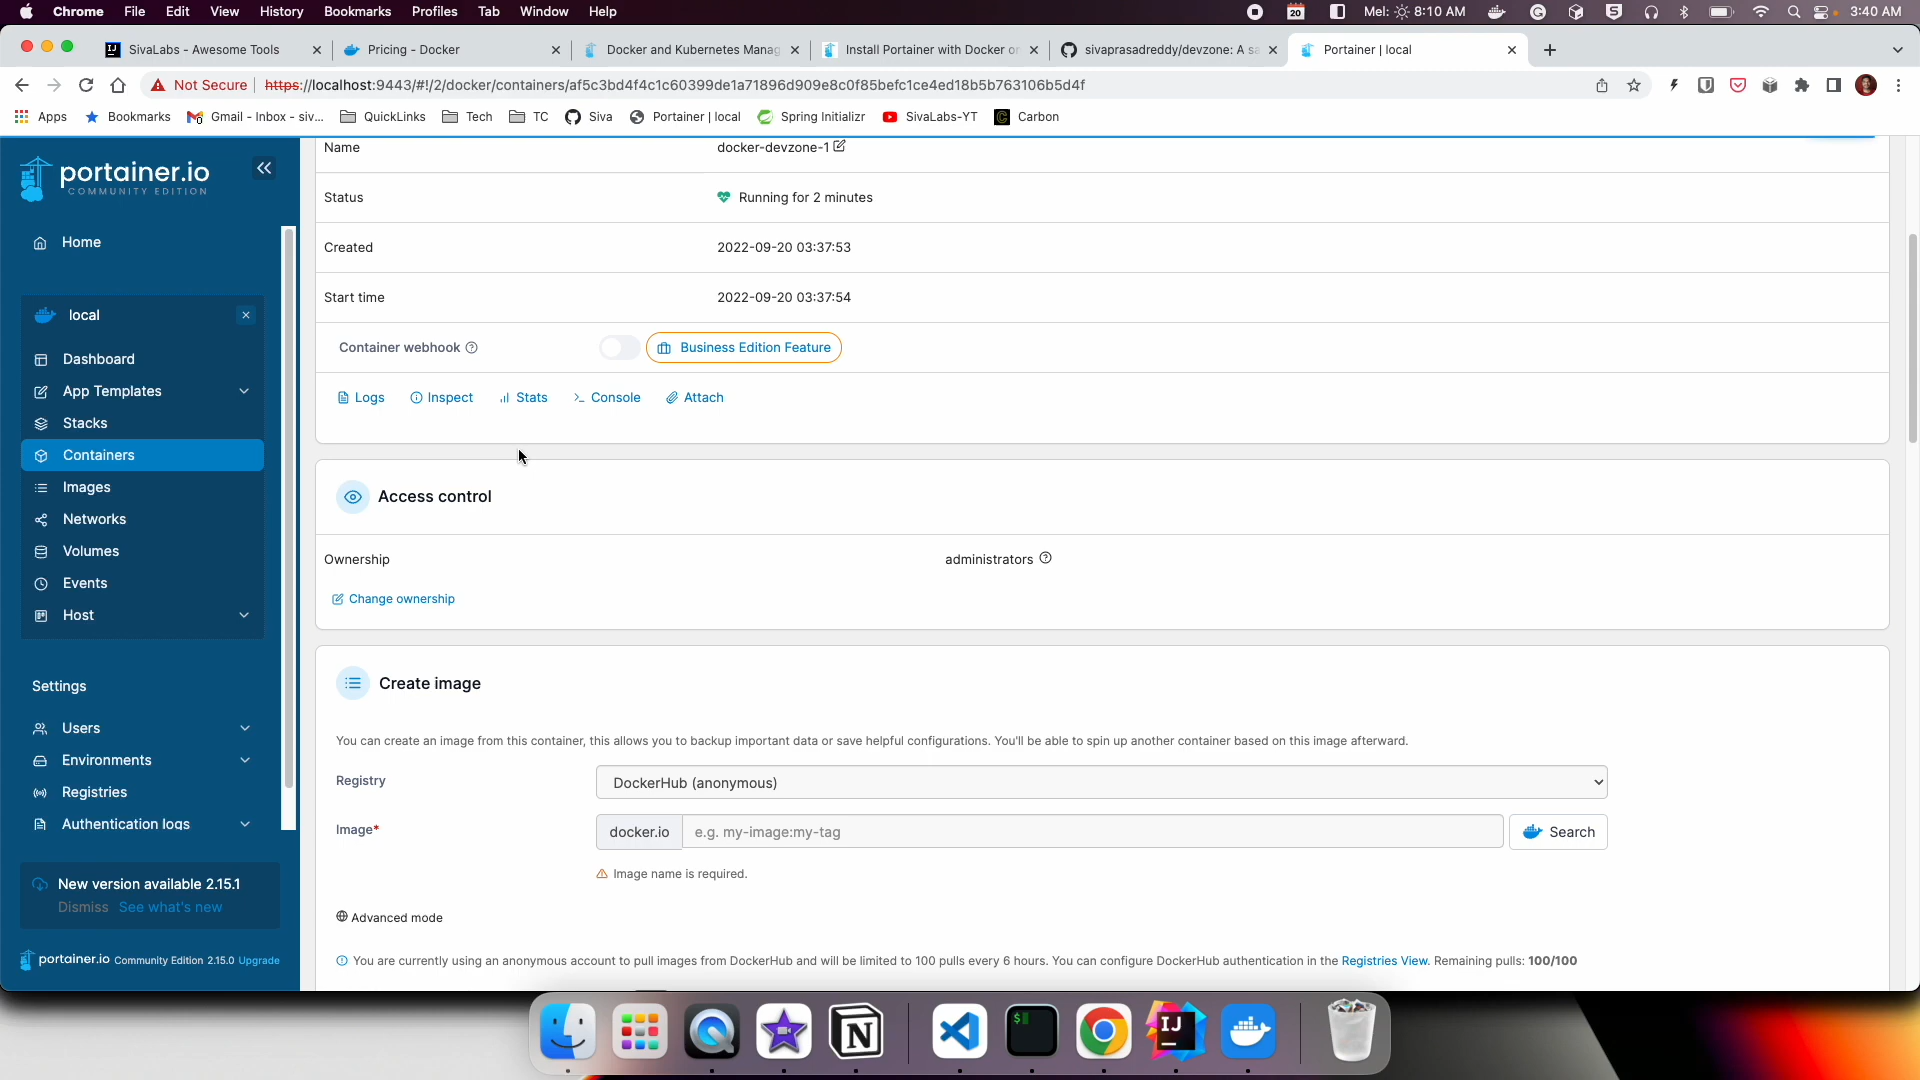 Chrome File Edit View History Bookmarks Profiles Tab Window Help
20 Mel: 8:10 AM 3:40 AM
SivaLabs - Awesome Tools
Pricing - Docker
Docker and Kubernetes Manag
Install Portainer with Docker or
sivaprasadreddy/devzone: A sa
Portainer | local
Not Secure https://localhost:9443/#!/2/docker/containers/af5c3bd4f4c1c60399de1a71896d909e8c0f85befc1ce4ed18b5b763106b5d4f
Apps Bookmarks Gmail - Inbox - siv... QuickLinks Tech TC Siva Portainer | local Spring Initializr SivaLabs-YT Carbon
portainer.io
COMMUNITY EDITION
Home
local
Dashboard
App Templates
Stacks
Containers
Images
Networks
Volumes
Events
Host
Settings
Users
Environments
Registries
Authentication logs
New version available 2.15.1
Dismiss See what's new
portainer.io Community Edition 2.15.0 Upgrade
Name docker-devzone-1
Status Running for 2 minutes
Created 2022-09-20 03:37:53
Start time 2022-09-20 03:37:54
Container webhook Business Edition Feature
Logs Inspect Stats Console Attach
Access control
Ownership administrators
Change ownership
Create image
You can create an image from this container, this allows you to backup important data or save helpful configurations. You'll be able to spin up another container based on this image afterward.
Registry DockerHub (anonymous)
Image* docker.io e.g. my-image:my-tag Search
Image name is required.
Advanced mode
You are currently using an anonymous account to pull images from DockerHub and will be limited to 100 pulls every 6 hours. You can configure DockerHub authentication in the Registries View. Remaining pulls: 100/100